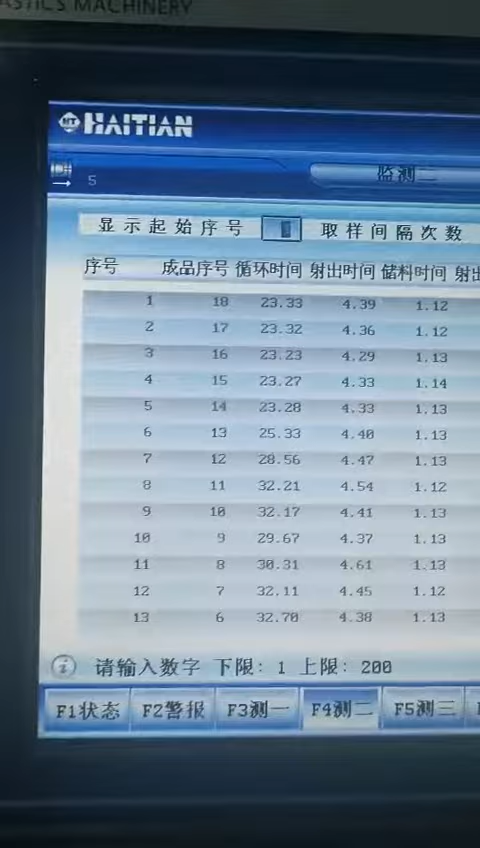 ASTICS MACHINERY
HT HAITIAN
5 监测二
显示起始序号 取样间隔次数
序号 成品序号 循环时间 射出时间 储料时间 射出
1 18 23.33 4.39 1.12
2 17 23.32 4.36 1.12
3 16 23.23 4.29 1.13
4 15 23.27 4.33 1.14
5 14 23.28 4.33 1.13
6 13 25.33 4.40 1.13
7 12 28.56 4.47 1.13
8 11 32.21 4.54 1.12
9 10 32.17 4.41 1.13
10 9 29.67 4.37 1.13
11 8 30.31 4.61 1.13
12 7 32.11 4.45 1.12
13 6 32.70 4.38 1.13
请输入数字 下限: 1 上限: 200
F1状态 F2警报 F3测一 F4测二 F5测三